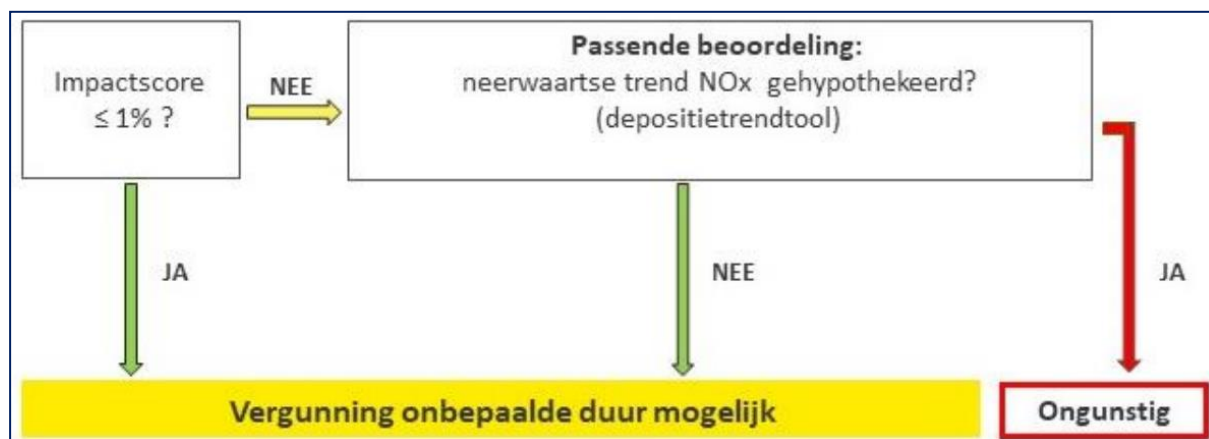 Impactscore
≤ 1% ?
NEE
Passende beoordeling:
neerwaartse trend NOx gehypothekeerd?
(depositietrendtool)
JA
NEE
JA
Vergunning onbepaalde duur mogelijk
Ongunstig